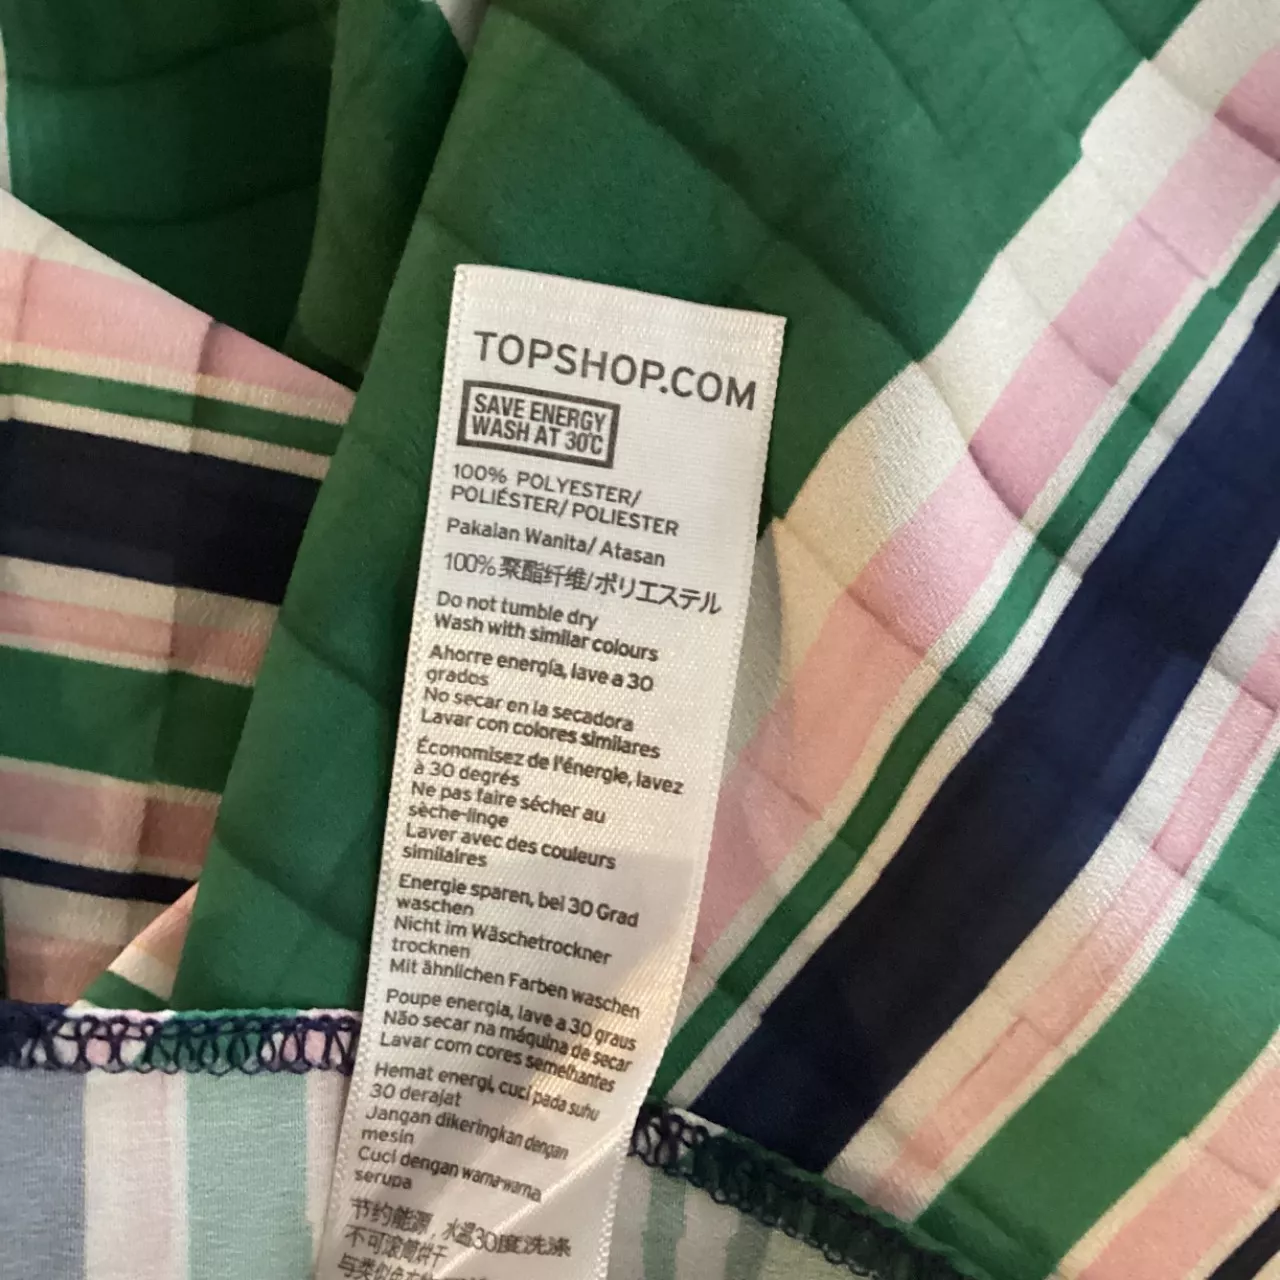 TOPSHOP.COM
SAVE ENERGY
WASH AT 30°C
100% POLYESTER/
POLIÉSTER/ POLIESTER
Pakaian Wanita/ Atasan
100% 聚酯纤维/ポリエステル
Do not tumble dry
Wash with similar colours
Ahorre energía, lave a 30
grados
No secar en la secadora
Lavar con colores similares
Économisez de l'énergie, lavez
à 30 degrés
Ne pas faire sécher au
sèche-linge
Laver avec des couleurs
similaires
Energie sparen, bei 30 Grad
waschen
Nicht im Wäschetrockner
trocknen
Mit ähnlichen Farben waschen
Poupe energia, lave a 30 graus
Não secar na máquina de secar
Lavar com cores semelhantes
Hemat energi, cuci pada suhu
30 derajat
Jangan dikeringkan dengan
mesin
Cuci dengan warna-warna
serupa
节约能源, 水温30度洗涤
不可滚筒烘干
与类似色